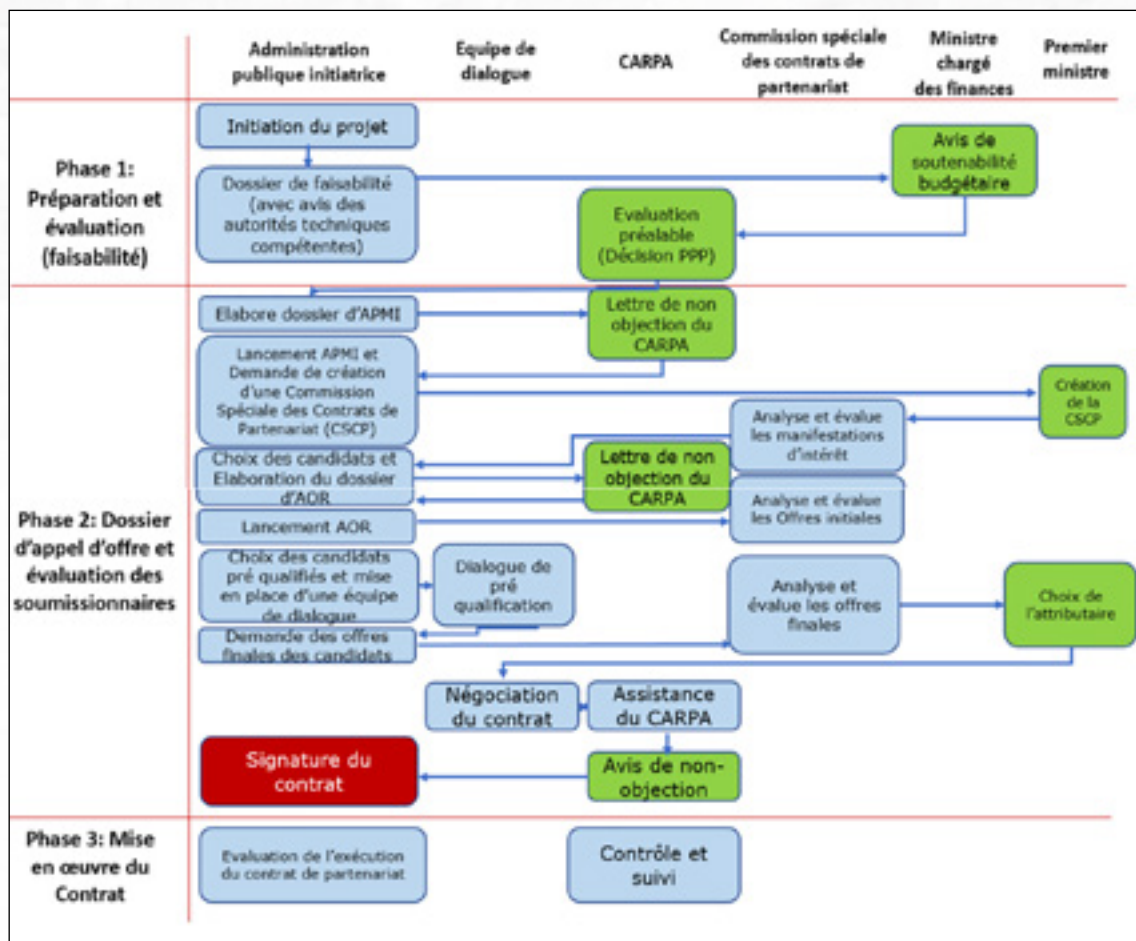 Administration
publique initiatrice
Equipe de
dialogue
CARPA
Commission spéciale
des contrats de
partenariat
Ministre
chargé
des finances
Premier
ministre
Phase 1:
Préparation et
évaluation
(faisabilité)
Initiation du projet
Dossier de faisabilité
(avec avis des
autorités techniques
compétentes)
Avis de
soutenabilité
budgétaire
Evaluation
préalable
(Décision PPP)
Phase 2: Dossier
d'appel d'offre et
évaluation des
soumissionnaires
Elabore dossier d'APMI
Lettre de non
objection du
CARPA
Lancement APMI et
Demande de création
d'une Commission
Spéciale des Contrats de
Partenariat (CSCP)
Création
de la
CSCP
Analyse et évalue
les manifestations
d'intérêt
Choix des candidats et
Elaboration du dossier
d'AOR
Lettre de non
objection du
CARPA
Lancement AOR
Analyse et évalue
les Offres initiales
Choix des candidats
pré qualifiés et mise
en place d'une équipe
de dialogue
Dialogue de
pré
qualification
Demande des offres
finales des candidats
Analyse et
évalue les offres
finales
Choix de
l'attributaire
Négociation
du contrat
Assistance
du CARPA
Signature du
contrat
Avis de non-
objection
Phase 3: Mise
en œuvre du
Contrat
Evaluation de l'exécution
du contrat de partenariat
Contrôle et
suivi